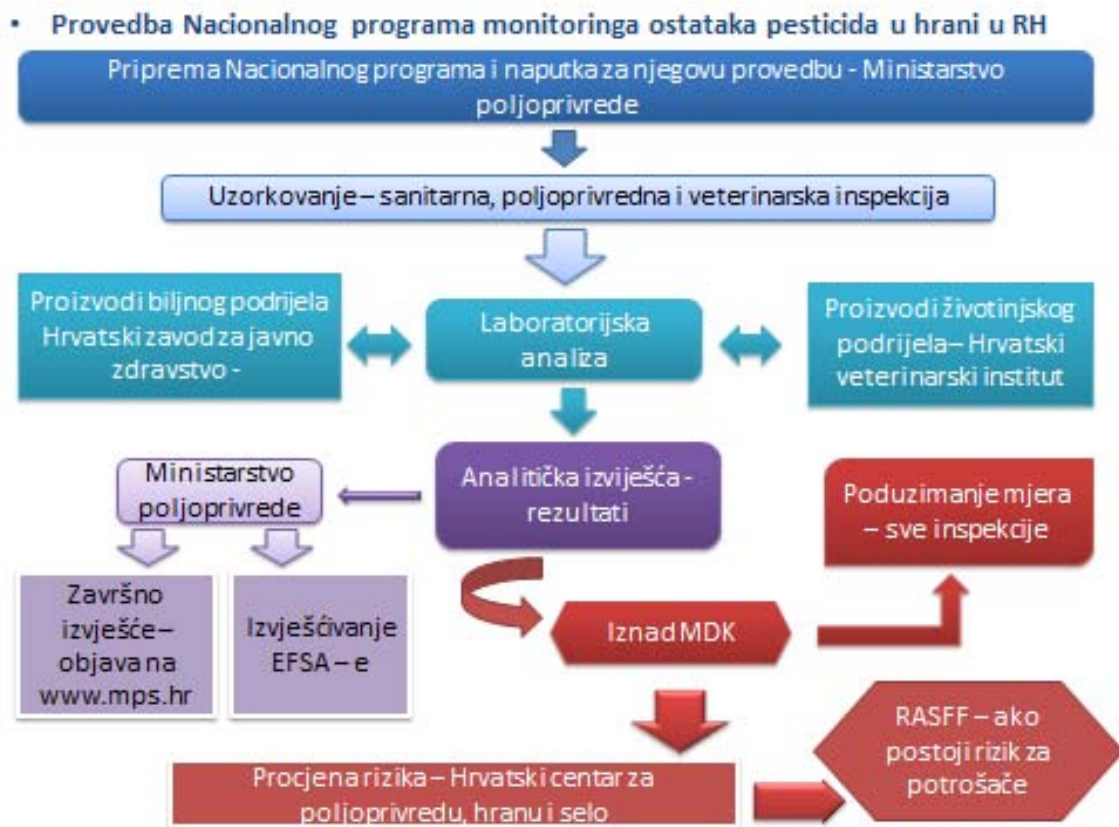 • Provedba Nacionalnog programa monitoringa ostataka pesticida u hrani u RH
Priprema Nacionalnog programa i naputka za njegovu provedbu - Ministarstvo
poljoprivrede
Uzorkovanje – sanitarna, poljoprivredna i veterinarska inspekcija
Proizvodi biljnog podrijela
Hrvatski zavod za javno
zdravstvo -
Laboratorijska
analiza
Proizvodi životinjskog
podrijela – Hrvatski
veterinarski institut
Ministarstvo
poljoprivrede
Analitička izviješća -
rezultati
Poduzimanje mjera
– sve inspekcije
Završno
izvješće –
objava na
www.mps.hr
Izvješćivanje
EFSA – e
Iznad MDK
RASFF – ako
postoji rizik za
potrošače
Procjena rizika – Hrvatski centar za
poljoprivredu, hranu i selo